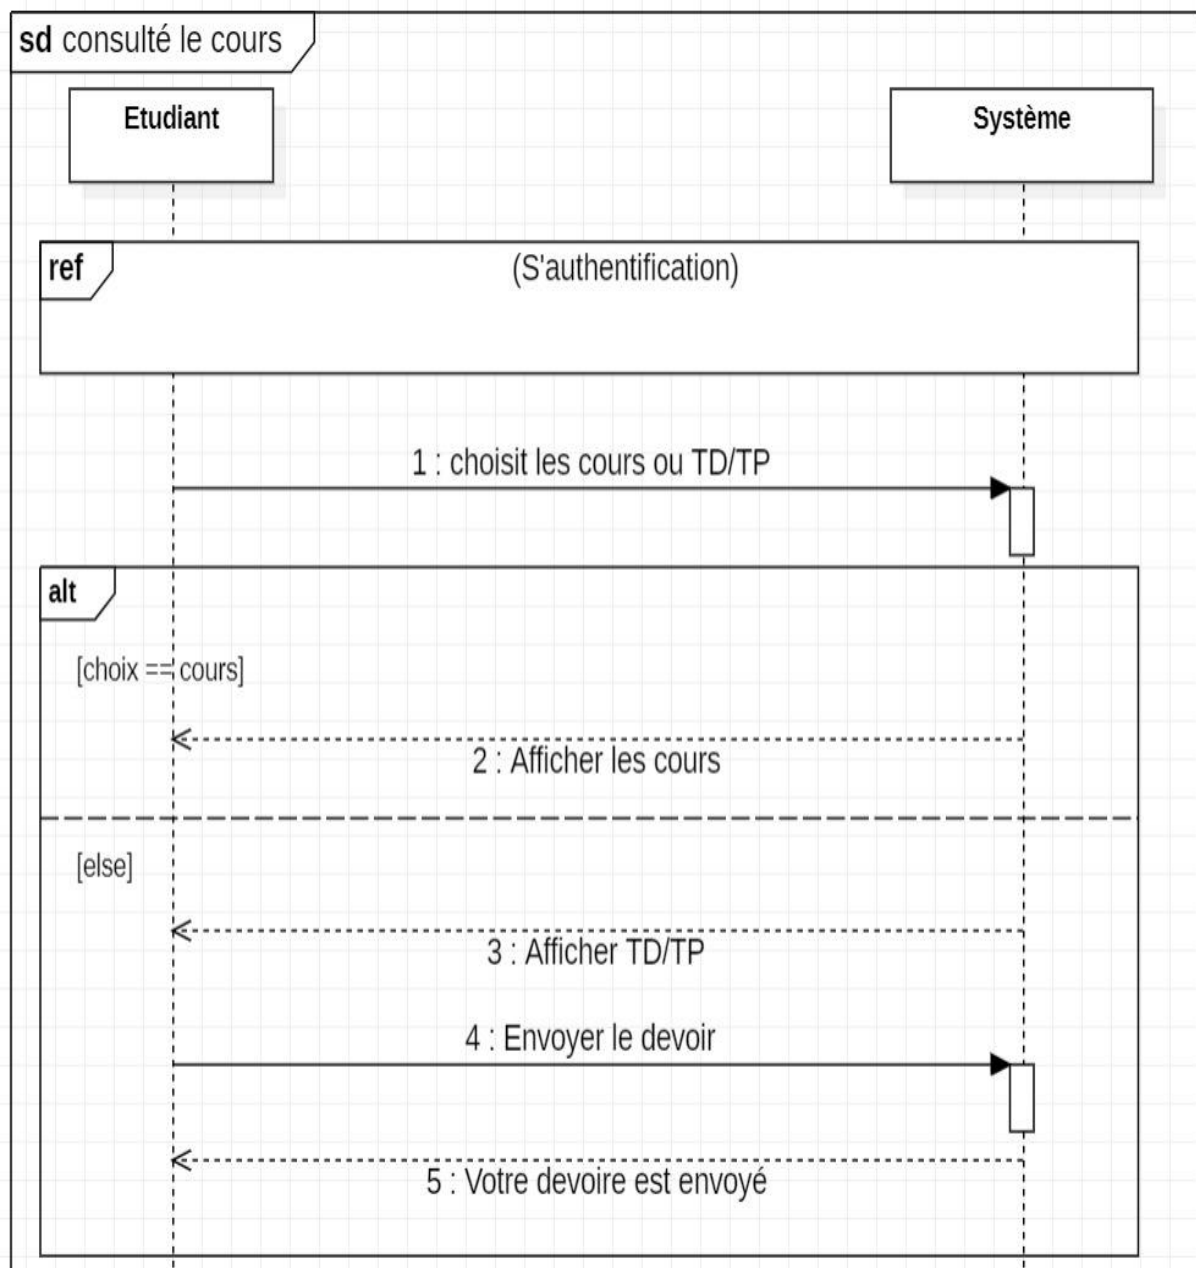 sd consulté le cours
Etudiant
Système
ref
(S'authentification)
1 : choisit les cours ou TD/TP
alt
[choix == cours]
2 : Afficher les cours
[else]
3 : Afficher TD/TP
4 : Envoyer le devoir
5 : Votre devoire est envoyé